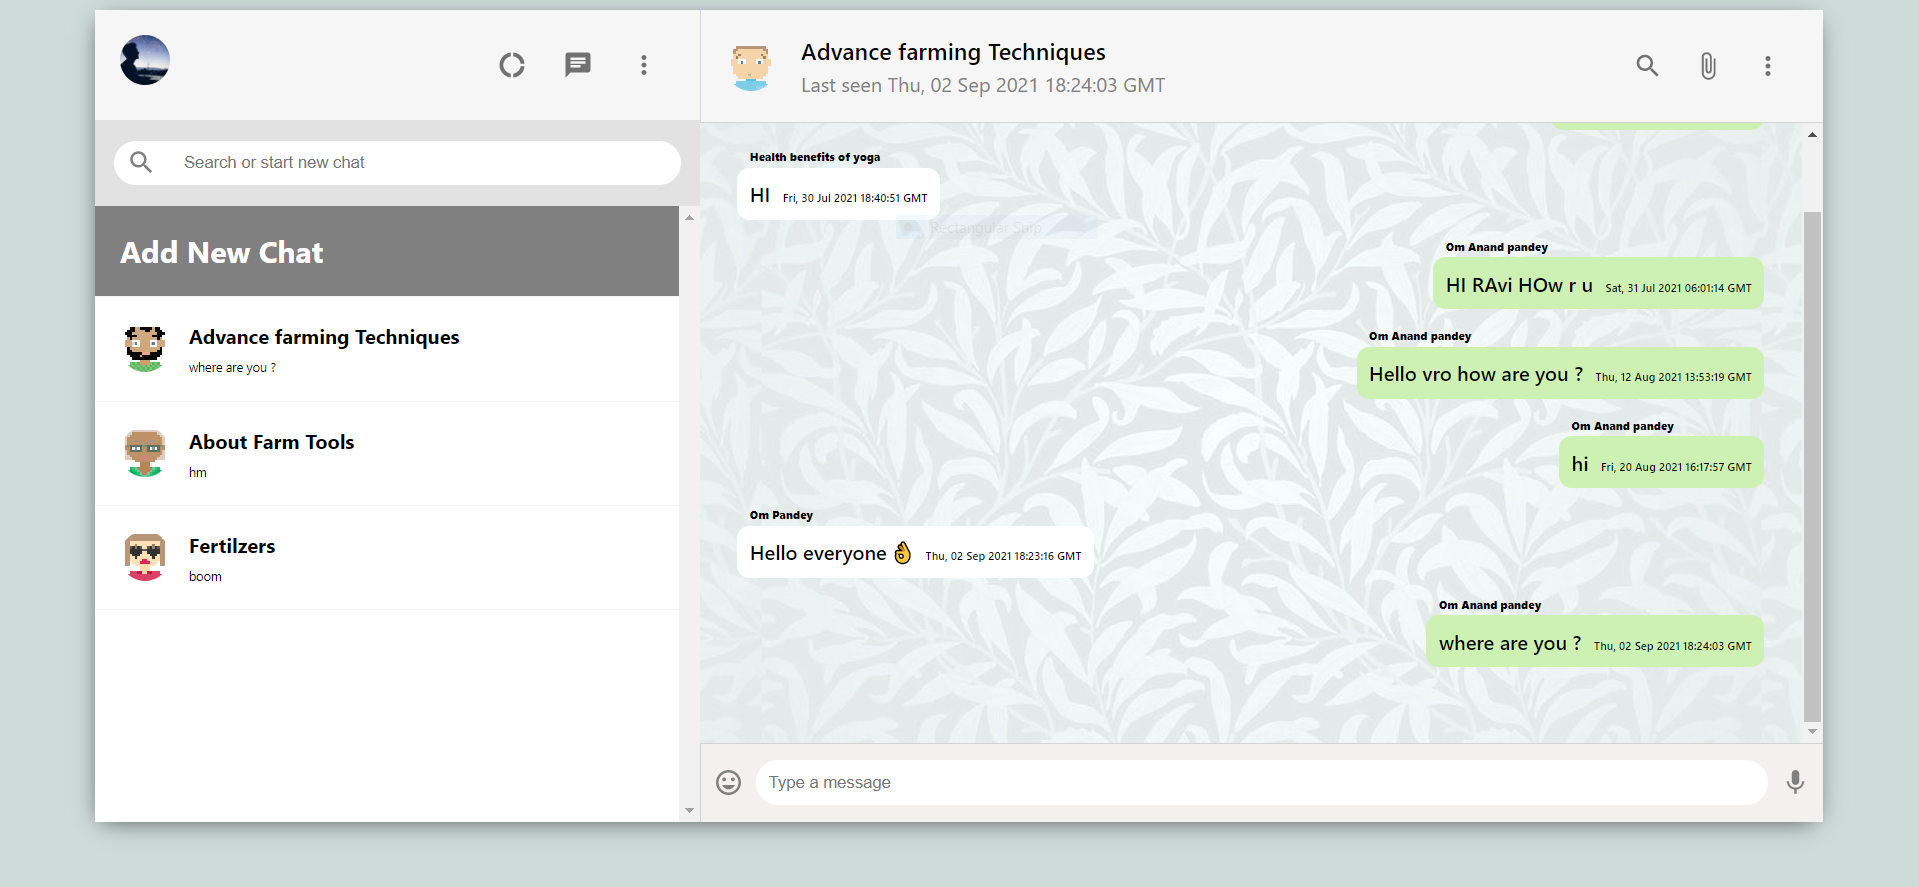 Search or start new chat
Add New Chat
Advance farming Techniques
where are you ?
About Farm Tools
hm
Fertilzers
boom
Advance farming Techniques
Last seen Thu, 02 Sep 2021 18:24:03 GMT
Health benefits of yoga
HI Fri, 30 Jul 2021 18:40:51 GMT
Rectangular Snip
Om Anand pandey
HI RAvi HOw r u Sat, 31 Jul 2021 06:01:14 GMT
Om Anand pandey
Hello vro how are you ? Thu, 12 Aug 2021 13:53:19 GMT
Om Anand pandey
hi Fri, 20 Aug 2021 16:17:57 GMT
Om Pandey
Hello everyone 👌 Thu, 02 Sep 2021 18:23:16 GMT
Om Anand pandey
where are you ? Thu, 02 Sep 2021 18:24:03 GMT
Type a message